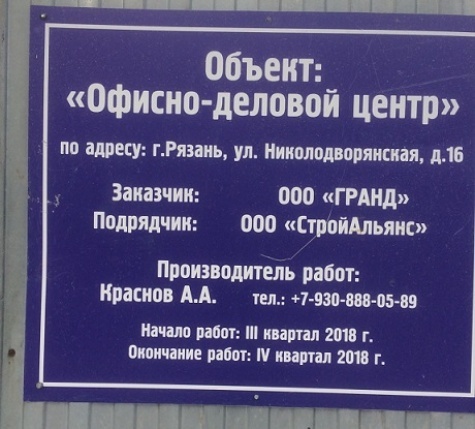 Объект:
«Офисно-деловой центр»
по адресу: г.Рязань, ул. Николодворянская, д.16
Заказчик: ООО «ГРАНД»
Подрядчик: ООО «СтройАльянс»
Производитель работ:
Краснов А.А. тел.: +7-930-888-05-89
Начало работ: III квартал 2018 г.
Окончание работ: IV квартал 2018 г.